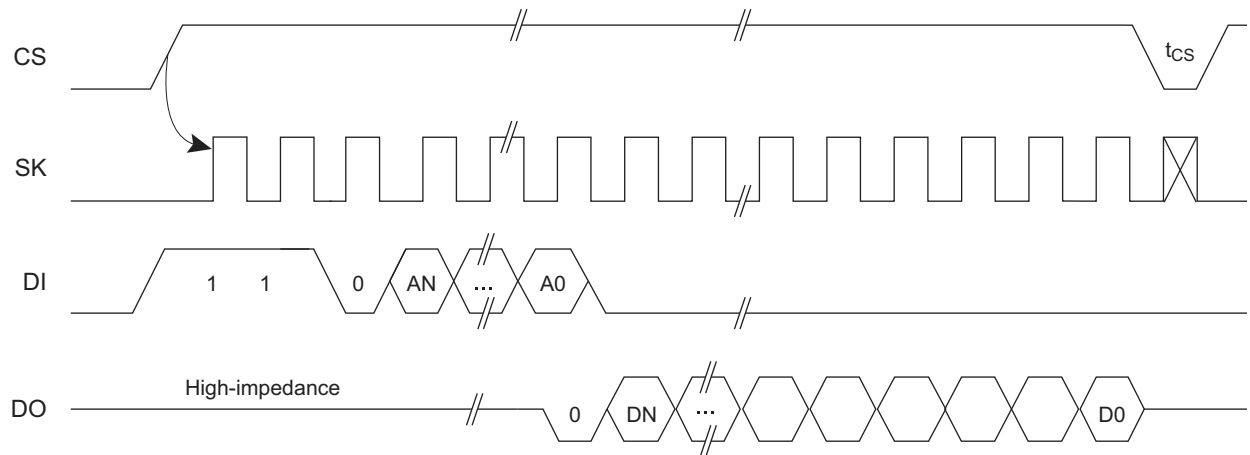 CS
tCS
SK
DI
1 1 0 AN ... A0
High-impedance
DO
0 DN ... D0